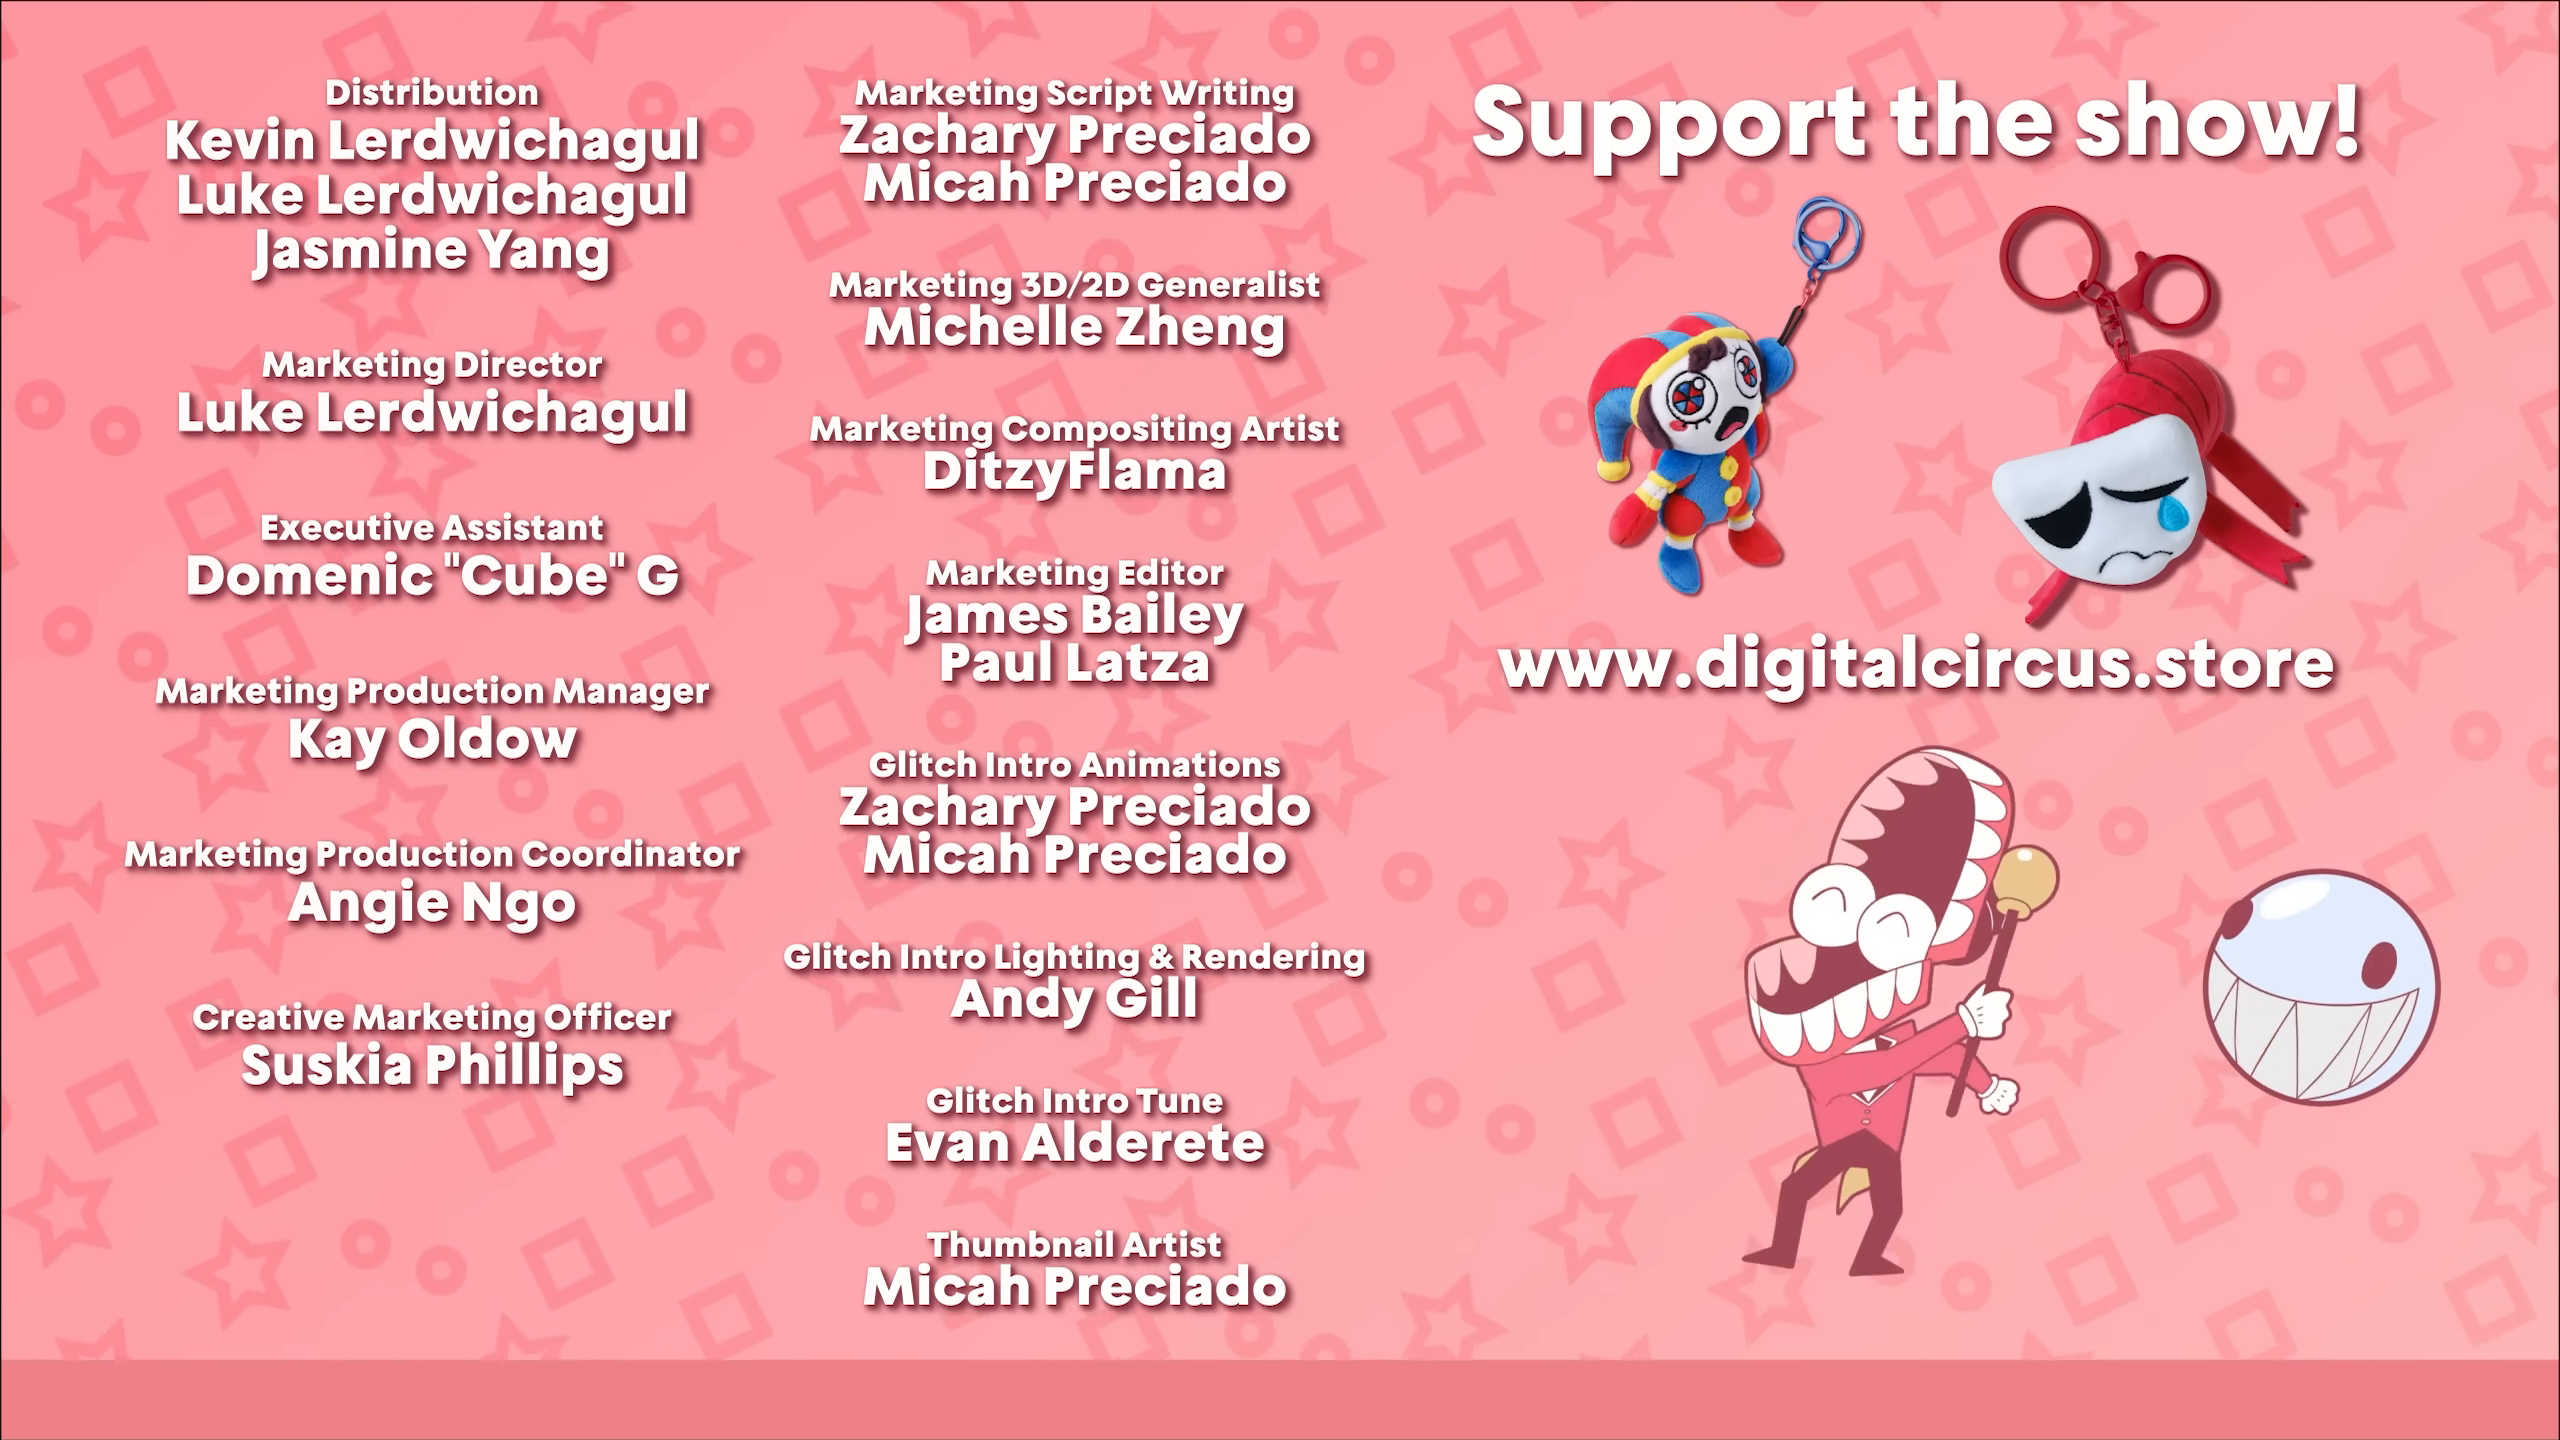 Distribution
Kevin Lerdwichagul
Luke Lerdwichagul
Jasmine Yang
Marketing Director
Luke Lerdwichagul
Executive Assistant
Domenic "Cube" G
Marketing Production Manager
Kay Oldow
Marketing Production Coordinator
Angie Ngo
Creative Marketing Officer
Suskia Phillips
Marketing Script Writing
Zachary Preciado
Micah Preciado
Marketing 3D/2D Generalist
Michelle Zheng
Marketing Compositing Artist
DitzyFlama
Marketing Editor
James Bailey
Paul Latza
Glitch Intro Animations
Zachary Preciado
Micah Preciado
Glitch Intro Lighting & Rendering
Andy Gill
Glitch Intro Tune
Evan Alderete
Thumbnail Artist
Micah Preciado
Support the show!
www.digitalcircus.store